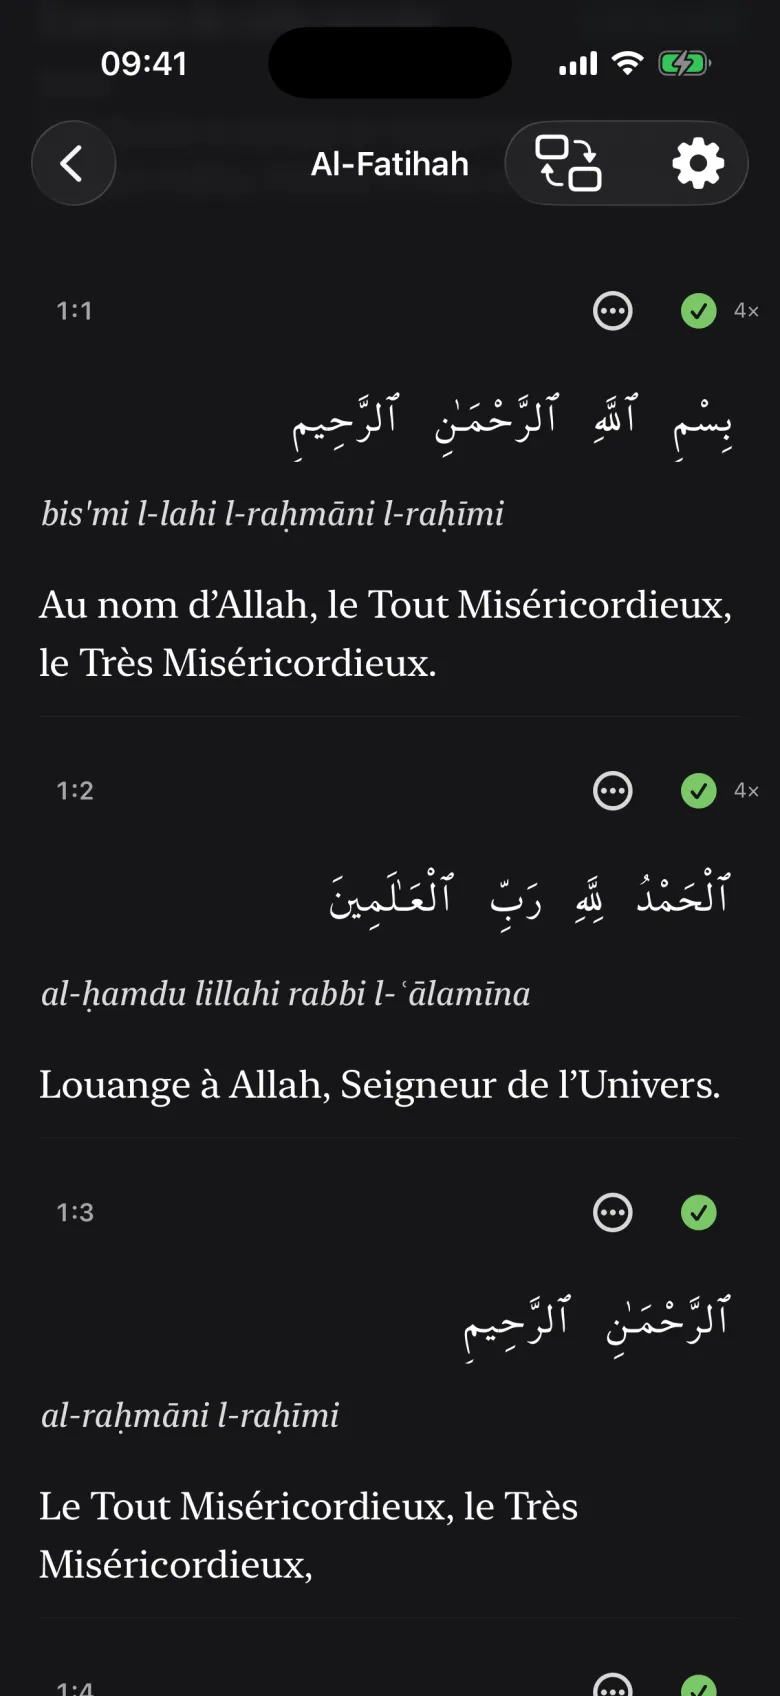 09:41
Al-Fatihah
1:1
4×
بِسْمِ ٱللَّهِ ٱلرَّحْمَـٰنِ ٱلرَّحِيمِ
bis'mi l-lahi l-raḥmāni l-raḥīmi
Au nom d’Allah, le Tout Miséricordieux,
le Très Miséricordieux.
1:2
4×
ٱلْحَمْدُ لِلَّهِ رَبِّ ٱلْعَـٰلَمِينَ
al-ḥamdu lillahi rabbi l-ʿālamīna
Louange à Allah, Seigneur de l’Univers.
1:3
ٱلرَّحْمَـٰنِ ٱلرَّحِيمِ
al-raḥmāni l-raḥīmi
Le Tout Miséricordieux, le Très
Miséricordieux,
1:4